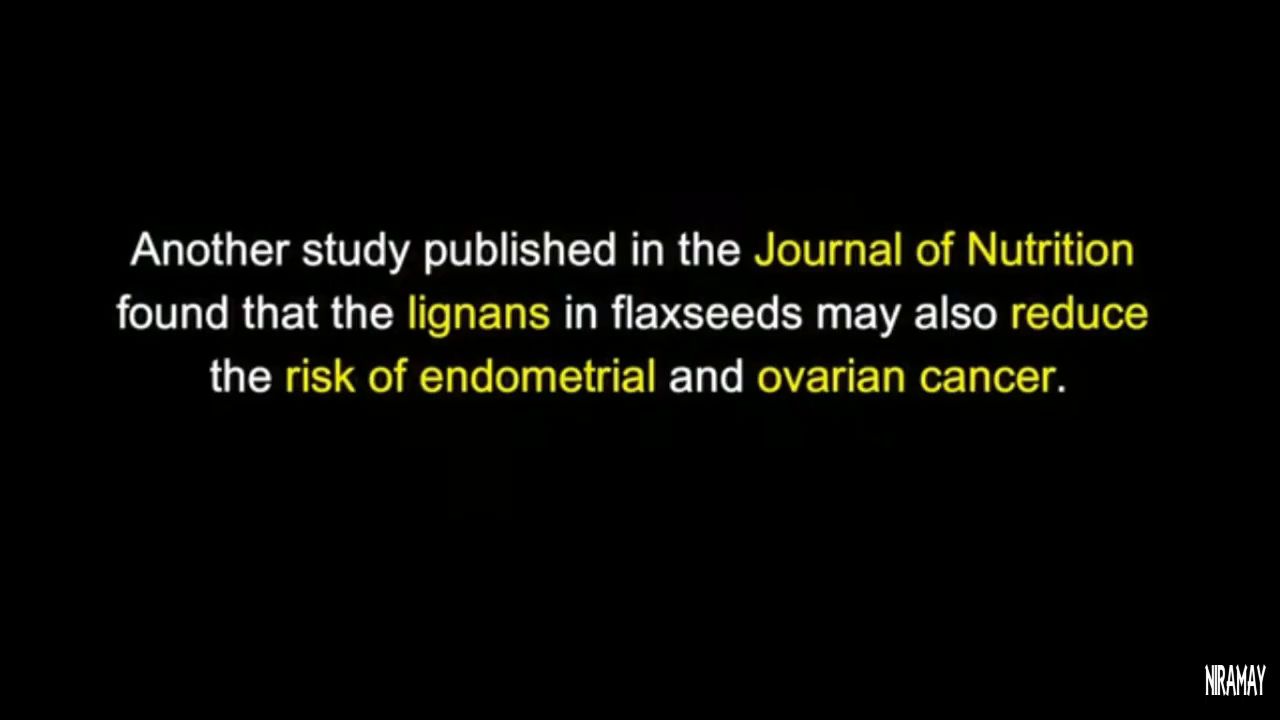 Another study published in the Journal of Nutrition
found that the lignans in flaxseeds may also reduce
the risk of endometrial and ovarian cancer.
NIRAMAY